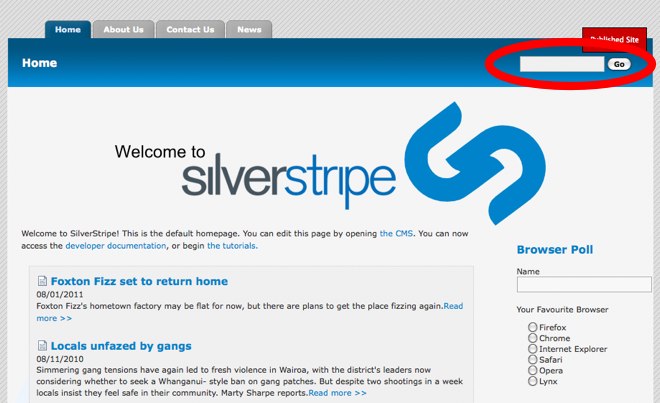 Home About Us Contact Us News
Published Site
Home
Go
Welcome to
silverstripe
Welcome to SilverStripe! This is the default homepage. You can edit this page by opening the CMS. You can now
access the developer documentation, or begin the tutorials.
Foxton Fizz set to return home
08/01/2011
Foxton Fizz's hometown factory may be flat for now, but there are plans to get the place fizzing again.Read
more >>
Locals unfazed by gangs
08/11/2010
Simmering gang tensions have again led to fresh violence in Wairoa, with the district's leaders now
considering whether to seek a Whanganui- style ban on gang patches. But despite two shootings in a week
locals insist they feel safe in their community. Marty Sharpe reports.Read more >>
Browser Poll
Name
Your Favourite Browser
Firefox
Chrome
Internet Explorer
Safari
Opera
Lynx